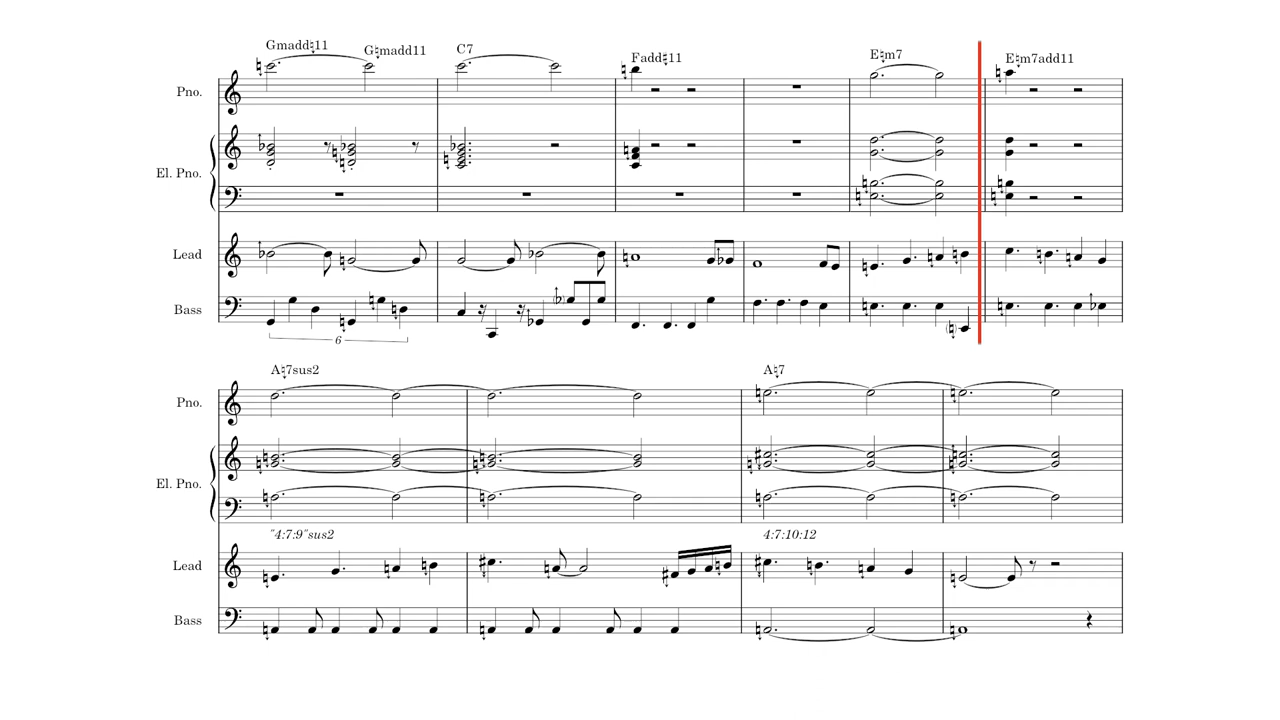 Gmadd♮11 G♮madd11 C7 Fadd♮11 E♮m7 E♮m7add11
Pno.
El. Pno.
Lead
Bass
6
A♮7sus2 A♮7
Pno.
El. Pno.
"4:7:9"sus2 4:7:10:12
Lead
Bass